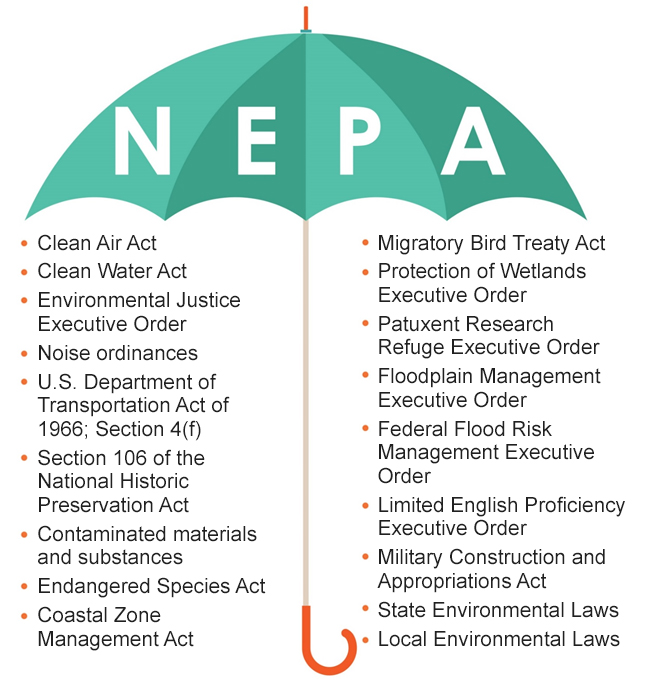 NEPA
• Clean Air Act
• Clean Water Act
• Environmental Justice
Executive Order
• Noise ordinances
• U.S. Department of
Transportation Act of
1966; Section 4(f)
• Section 106 of the
National Historic
Preservation Act
• Contaminated materials
and substances
• Endangered Species Act
• Coastal Zone
Management Act
• Migratory Bird Treaty Act
• Protection of Wetlands
Executive Order
• Patuxent Research
Refuge Executive Order
• Floodplain Management
Executive Order
• Federal Flood Risk
Management Executive
Order
• Limited English Proficiency
Executive Order
• Military Construction and
Appropriations Act
• State Environmental Laws
• Local Environmental Laws